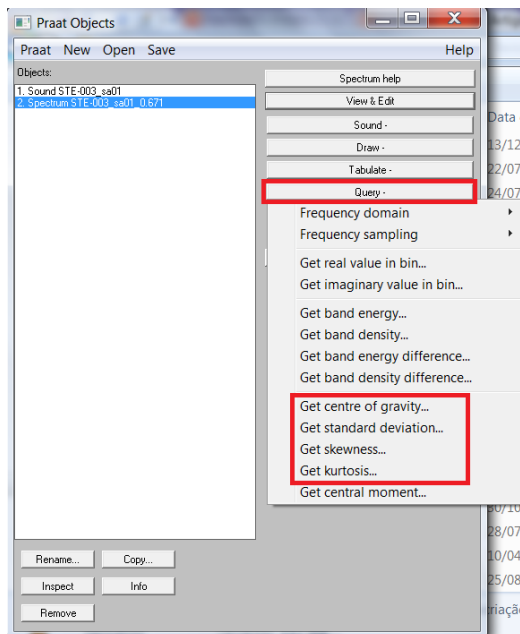 Praat Objects
Praat New Open Save Help
Objects:
1. Sound STE-003_sa01
2. Spectrum STE-003_sa01_0.671
Spectrum help
View & Edit
Sound -
Draw -
Tabulate -
Query -
Frequency domain
Frequency sampling
Get real value in bin...
Get imaginary value in bin...
Get band energy...
Get band density...
Get band energy difference...
Get band density difference...
Get centre of gravity...
Get standard deviation...
Get skewness...
Get kurtosis...
Get central moment...
Rename... Copy...
Inspect Info
Remove
Data
13/12
22/07
24/07
30/10
28/07
10/04
25/08
riação